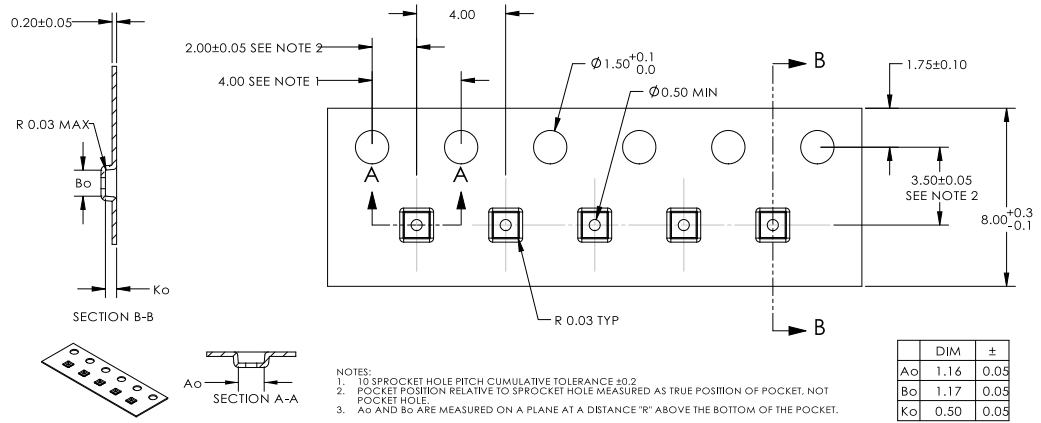 0.20±0.05
4.00
2.00±0.05 SEE NOTE 2
4.00 SEE NOTE 1
Ø1.50 +0.1 0.0
Ø0.50 MIN
B
1.75±0.10
R 0.03 MAX
Bo
A
A
3.50±0.05
SEE NOTE 2
8.00 +0.3 -0.1
Ko
R 0.03 TYP
B
SECTION B-B
Ao
SECTION A-A
NOTES:
1. 10 SPROCKET HOLE PITCH CUMULATIVE TOLERANCE ±0.2
2. POCKET POSITION RELATIVE TO SPROCKET HOLE MEASURED AS TRUE POSITION OF POCKET, NOT
POCKET HOLE.
3. Ao AND Bo ARE MEASURED ON A PLANE AT A DISTANCE "R" ABOVE THE BOTTOM OF THE POCKET.
DIM ±
Ao 1.16 0.05
Bo 1.17 0.05
Ko 0.50 0.05